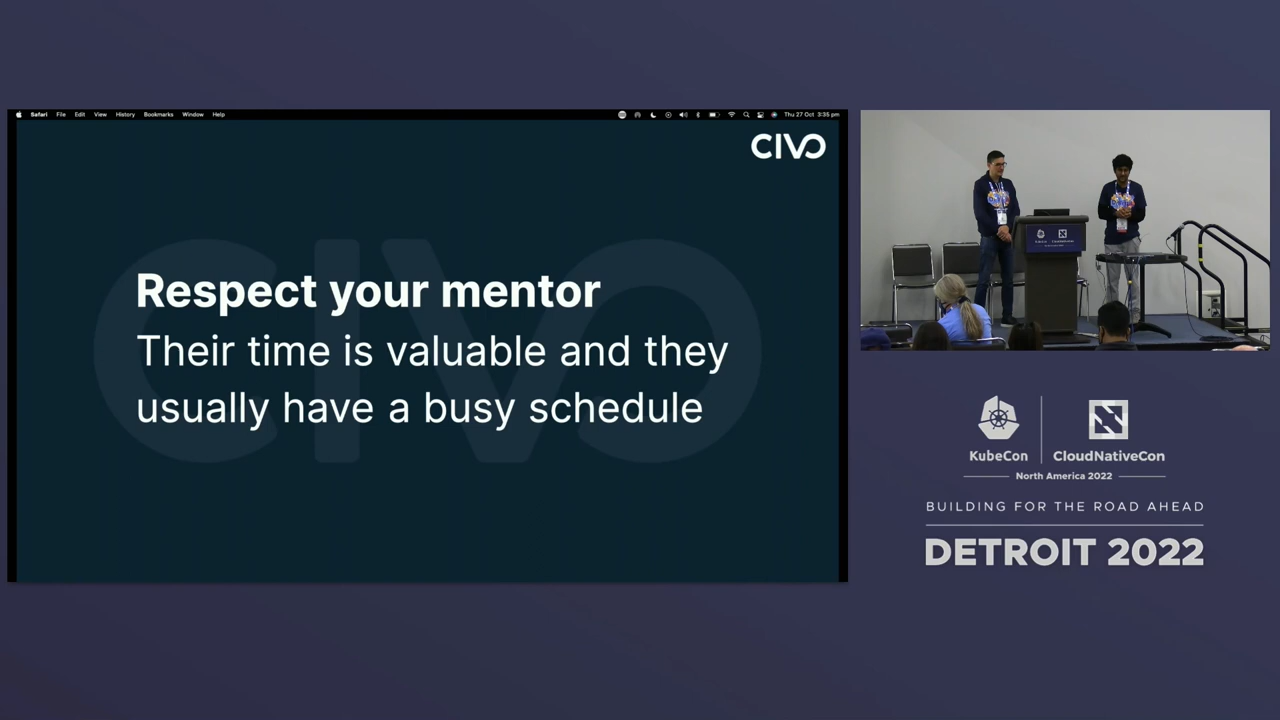 Safari File Edit View History Bookmarks Window Help
Thu 27 Oct 3:35 pm
CIVO
Respect your mentor
Their time is valuable and they
usually have a busy schedule
KubeCon
CloudNativeCon
North America 2022
BUILDING FOR THE ROAD AHEAD
DETROIT 2022